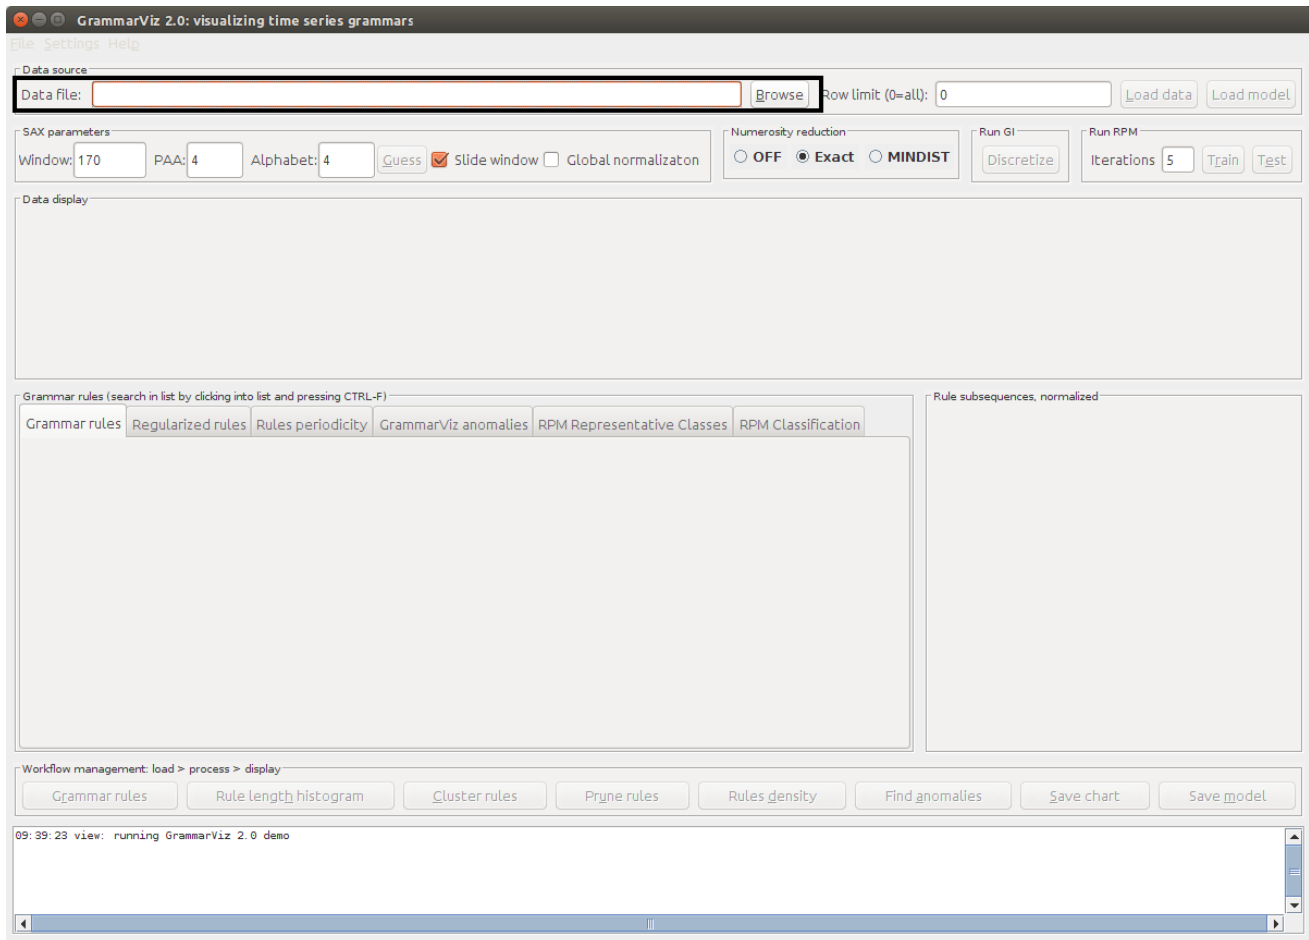 GrammarViz 2.0: visualizing time series grammars
File Settings Help
Data source
Data file: Browse Row limit (0=all): 0 Load data Load model
SAX parameters Numerosity reduction Run GI Run RPM
Window: 170 PAA: 4 Alphabet: 4 Guess Slide window Global normalizaton OFF Exact MINDIST Discretize Iterations 5 Train Test
Data display
Grammar rules (search in list by clicking into list and pressing CTRL-F) Rule subsequences, normalized
Grammar rules Regularized rules Rules periodicity GrammarViz anomalies RPM Representative Classes RPM Classification
Workflow management: load > process > display
Grammar rules Rule length histogram Cluster rules Prune rules Rules density Find anomalies Save chart Save model
09:39:23 view: running GrammarViz 2.0 demo